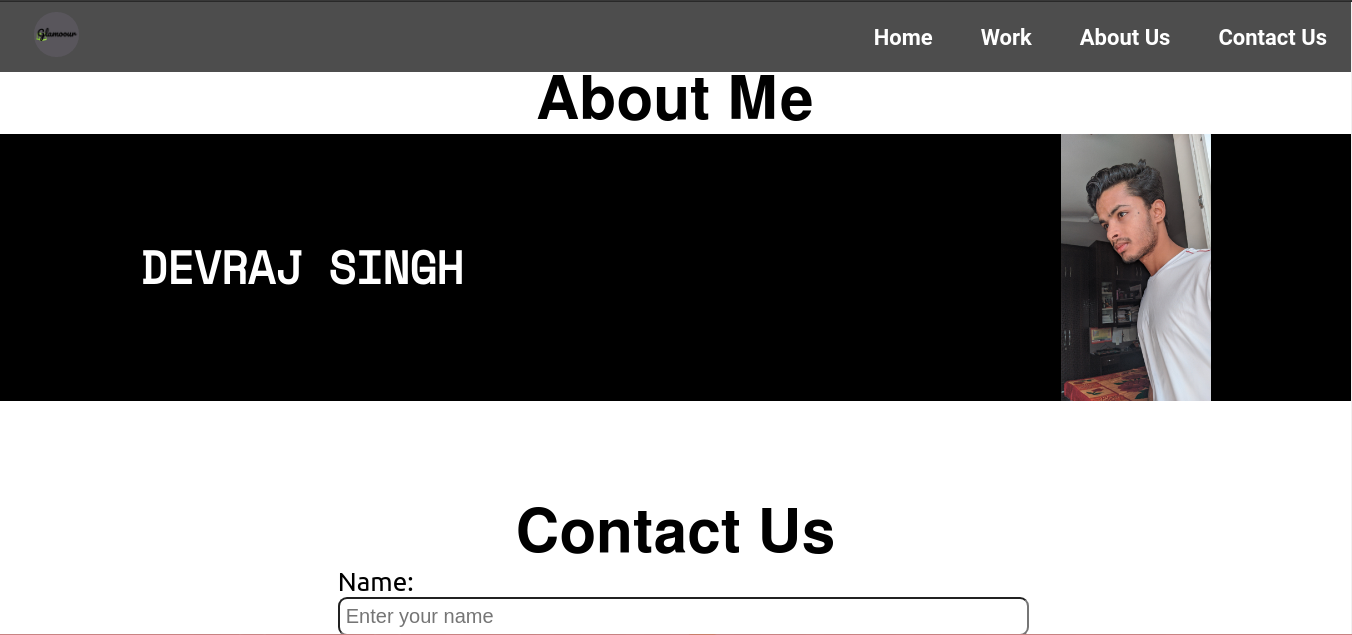 Glamour
Home Work About Us Contact Us
About Me
DEVRAJ SINGH
Contact Us
Name:
Enter your name